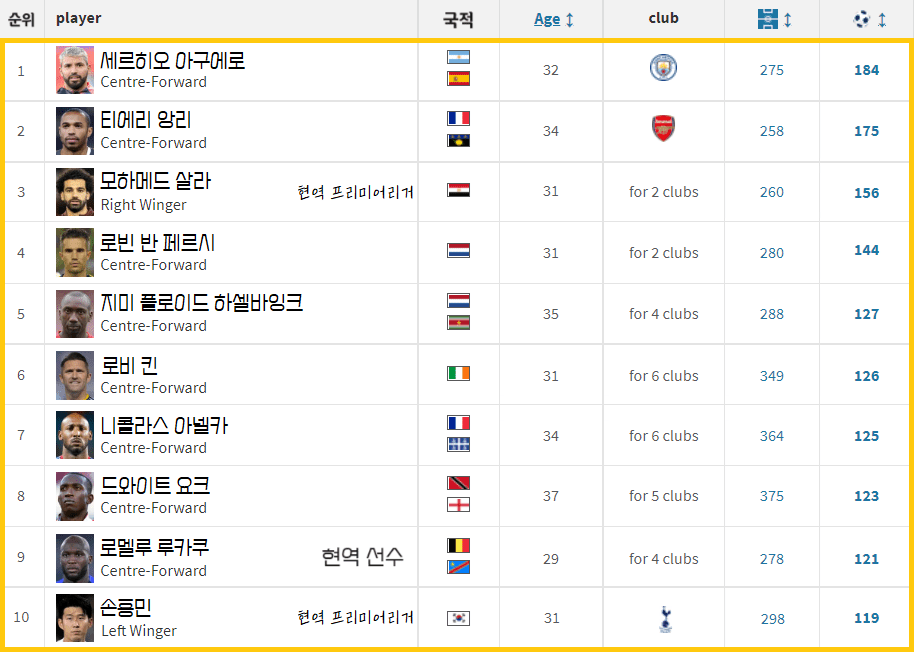 순위 player 국적 Age club
1 세르히오 아구에로 32 275 184
Centre-Forward
2 티에리 앙리 34 258 175
Centre-Forward
3 모하메드 살라 현역 프리미어리거 31 for 2 clubs 260 156
Right Winger
4 로빈 반 페르시 31 for 2 clubs 280 144
Centre-Forward
5 지미 플로이드 하셀바잉크 35 for 4 clubs 288 127
Centre-Forward
6 로비 킨 31 for 6 clubs 349 126
Centre-Forward
7 니콜라스 아넬카 34 for 6 clubs 364 125
Centre-Forward
8 드와이트 요크 37 for 5 clubs 375 123
Centre-Forward
9 로멜루 루카쿠 현역 선수 29 for 4 clubs 278 121
Centre-Forward
10 손흥민 현역 프리미어리거 31 298 119
Left Winger